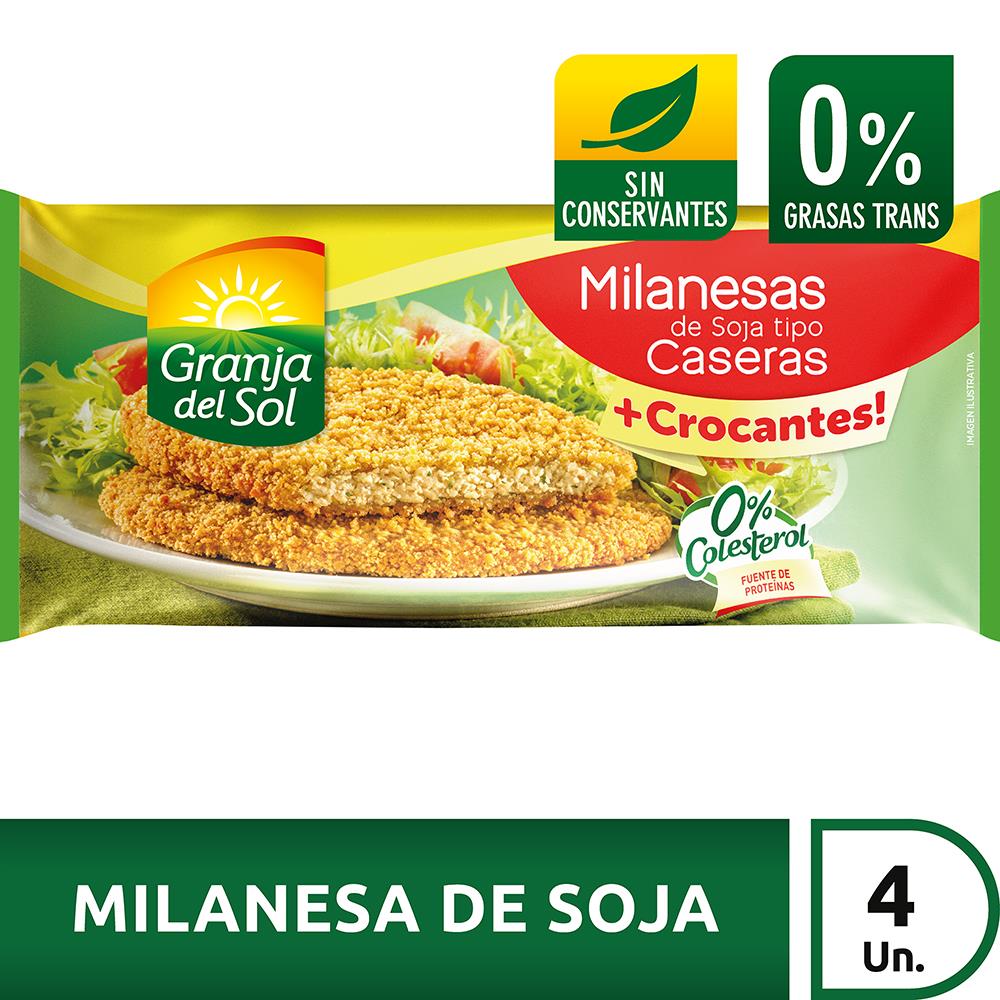 SIN
CONSERVANTES
0%
GRASAS TRANS
Granja
del Sol
Milanesas
de Soja tipo
Caseras
+Crocantes!
IMAGEN ILUSTRATIVA
0%
Colesterol
FUENTE DE
PROTEÍNAS
MILANESA DE SOJA
4
Un.